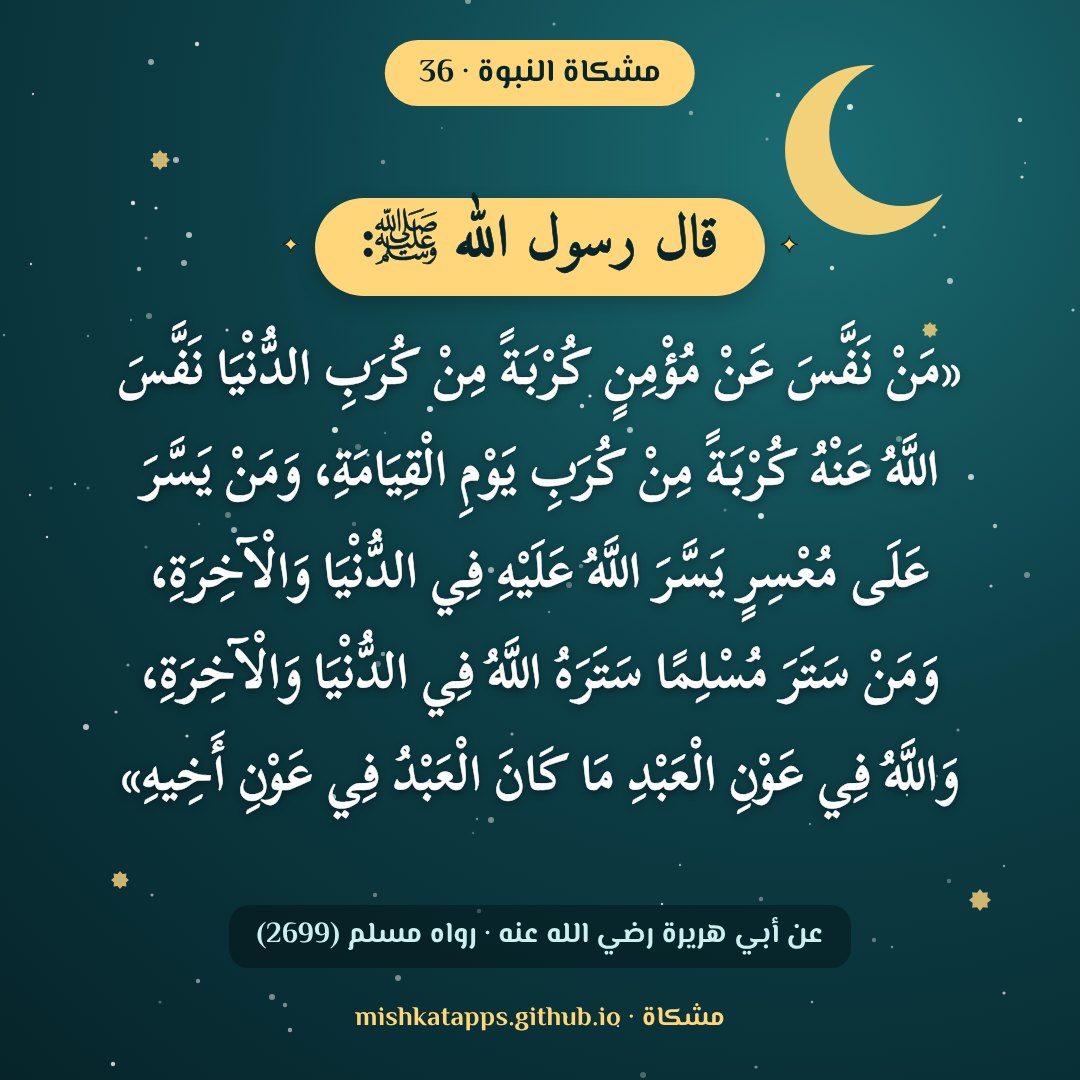 مشكاة النبوة · 36
قال رسول الله ﷺ:
«مَنْ نَفَّسَ عَنْ مُؤْمِنٍ كُرْبَةً مِنْ كُرَبِ الدُّنْيَا نَفَّسَ
اللَّهُ عَنْهُ كُرْبَةً مِنْ كُرَبِ يَوْمِ الْقِيَامَةِ، وَمَنْ يَسَّرَ
عَلَى مُعْسِرٍ يَسَّرَ اللَّهُ عَلَيْهِ فِي الدُّنْيَا وَالْآخِرَةِ،
وَمَنْ سَتَرَ مُسْلِمًا سَتَرَهُ اللَّهُ فِي الدُّنْيَا وَالْآخِرَةِ،
وَاللَّهُ فِي عَوْنِ الْعَبْدِ مَا كَانَ الْعَبْدُ فِي عَوْنِ أَخِيهِ»
عن أبي هريرة رضي الله عنه · رواه مسلم (2699)
مشكاة · mishkatapps.github.io